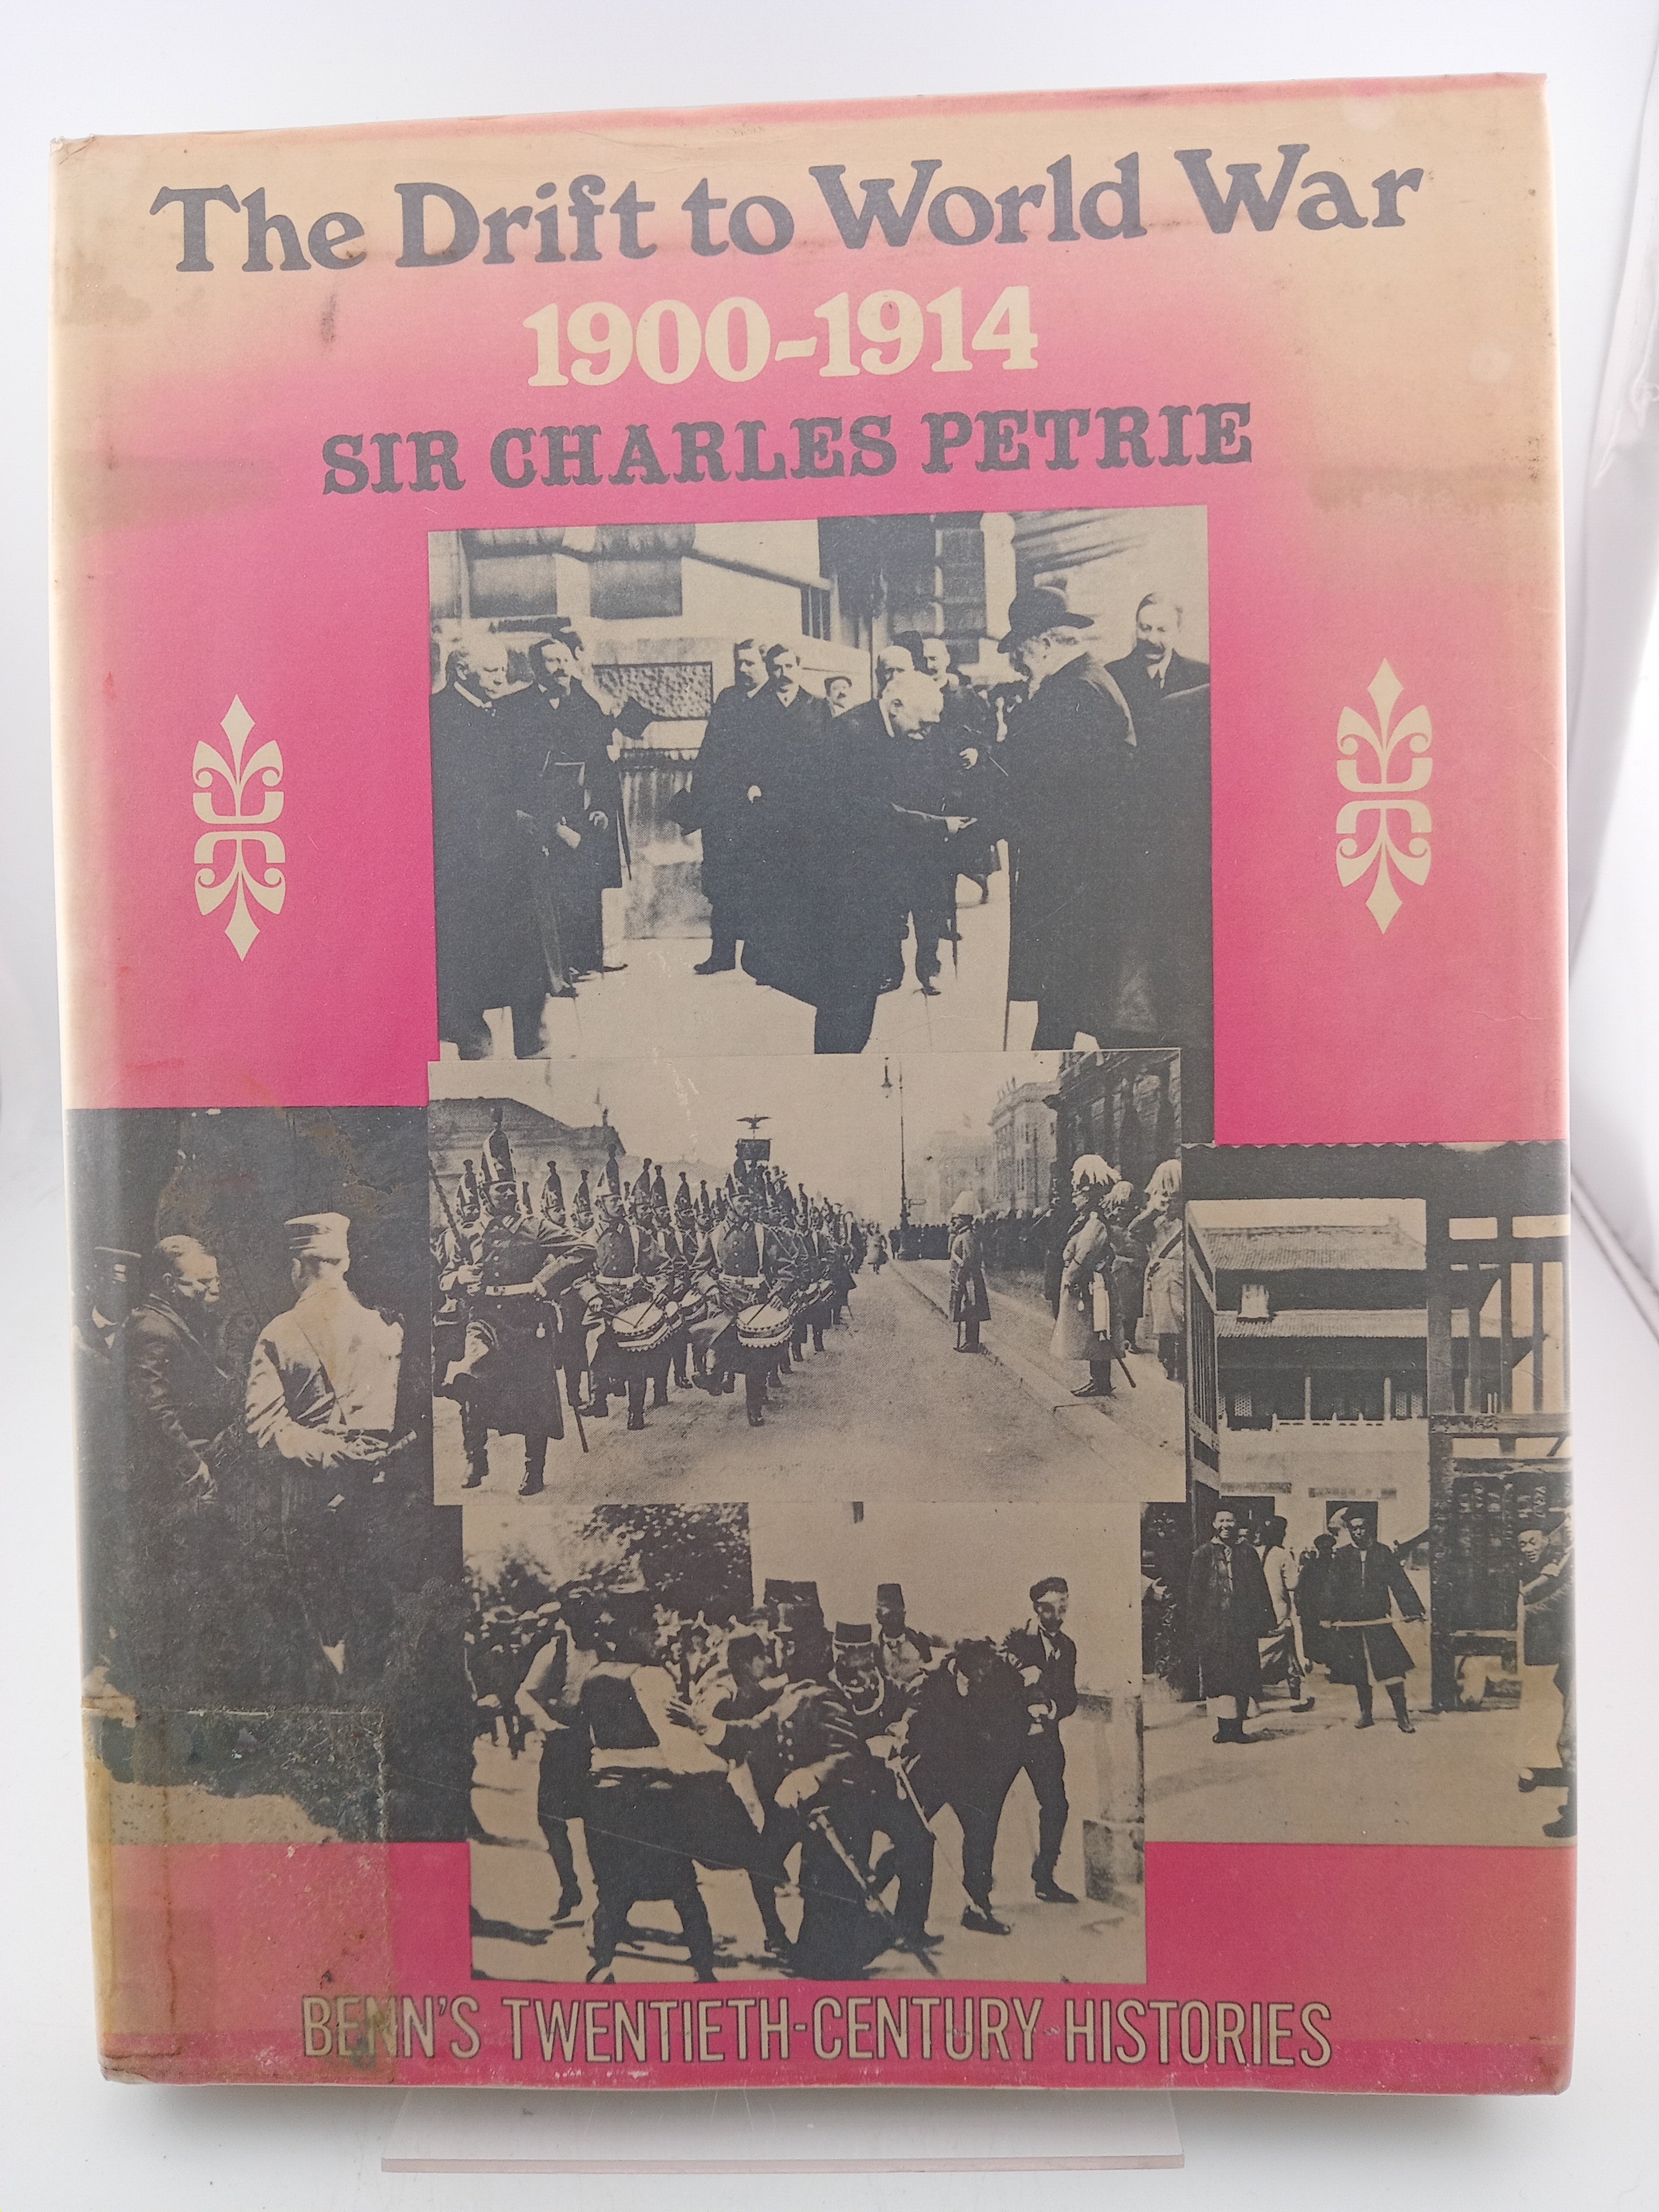 The Drift to World War
1900-1914
SIR CHARLES PETRIE
BENN'S TWENTIETH-CENTURY HISTORIES